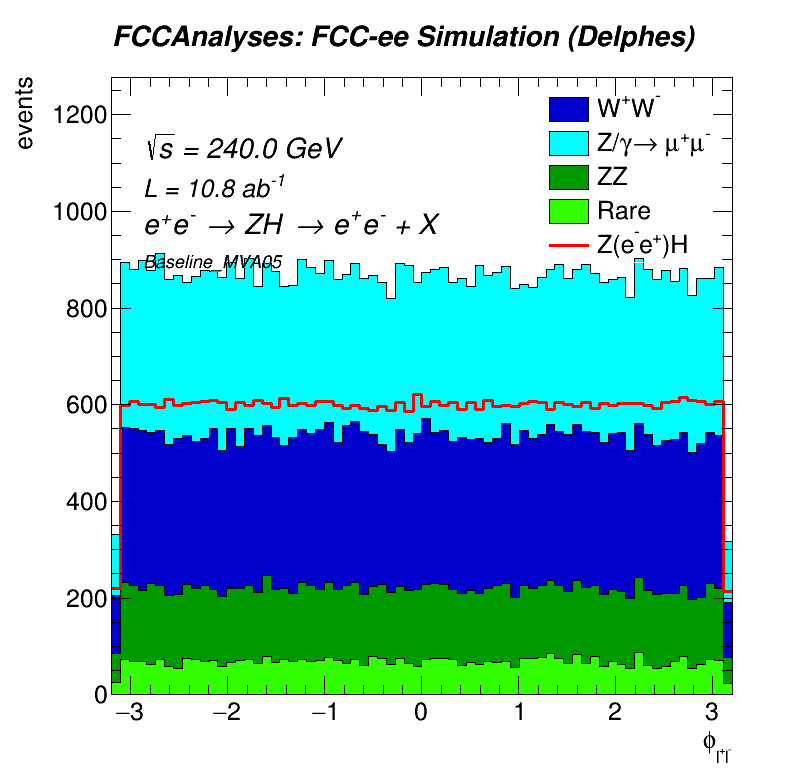 FCCAnalyses: FCC-ee Simulation (Delphes)
events
1200
1000
800
600
400
200
0
√s = 240.0 GeV
L = 10.8 ab⁻¹
e⁺e⁻ → ZH → e⁺e⁻ + X
Baseline_MVA05
W⁺W⁻
Z/γ→ μ⁺μ⁻
ZZ
Rare
Z(e⁻e⁺)H
−3 −2 −1 0 1 2 3
ϕ_l⁺l⁻